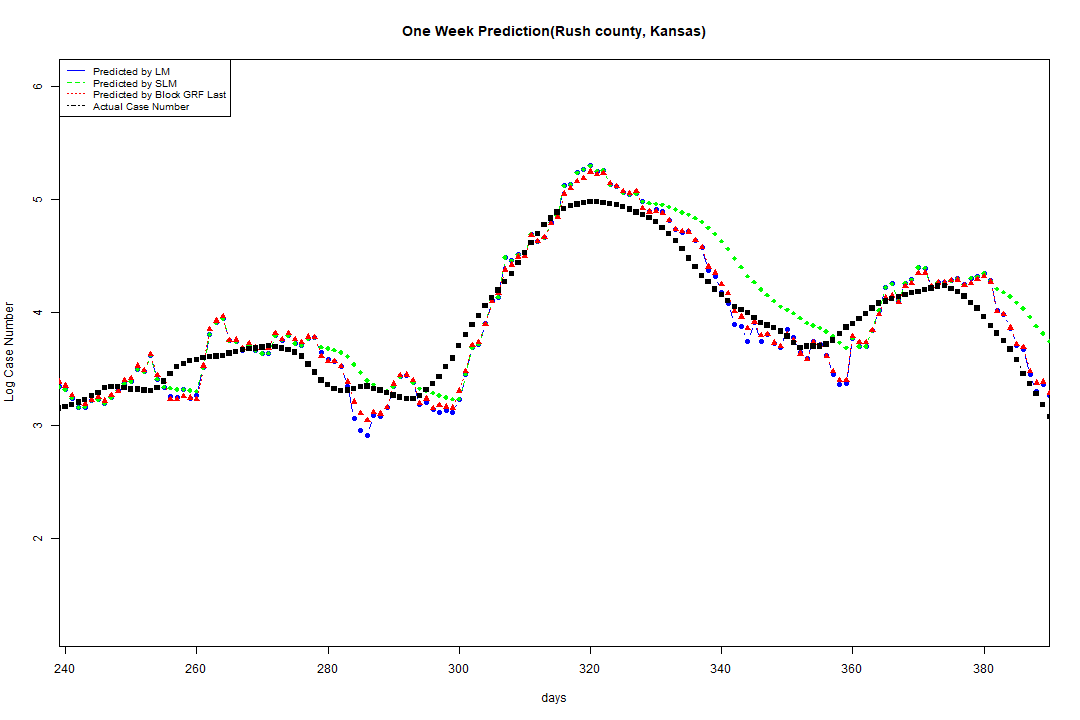 One Week Prediction(Rush county, Kansas)
Predicted by LM
Predicted by SLM
Predicted by Block GRF Last
Actual Case Number
6
5
4
3
2
Log Case Number
240 260 280 300 320 340 360 380
days